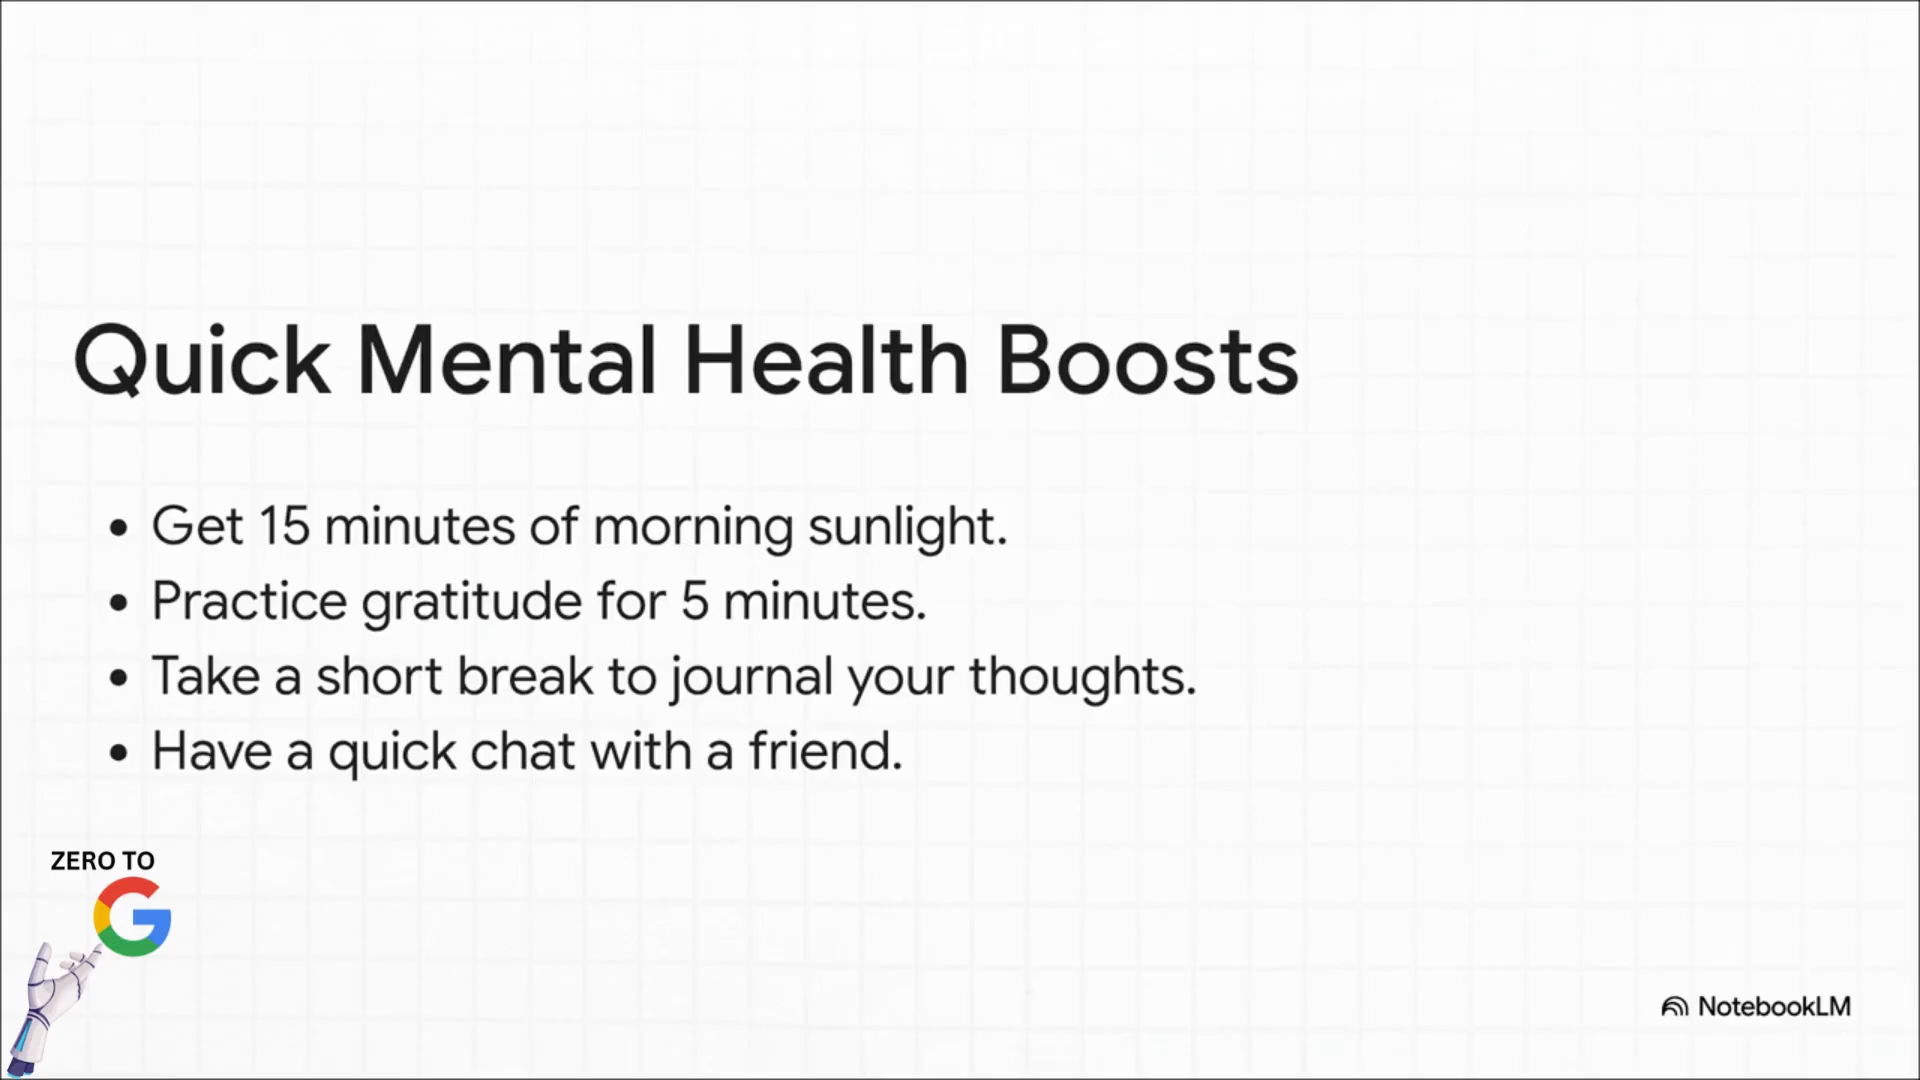 Quick Mental Health Boosts
• Get 15 minutes of morning sunlight.
• Practice gratitude for 5 minutes.
• Take a short break to journal your thoughts.
• Have a quick chat with a friend.
ZERO TO
G
NotebookLM